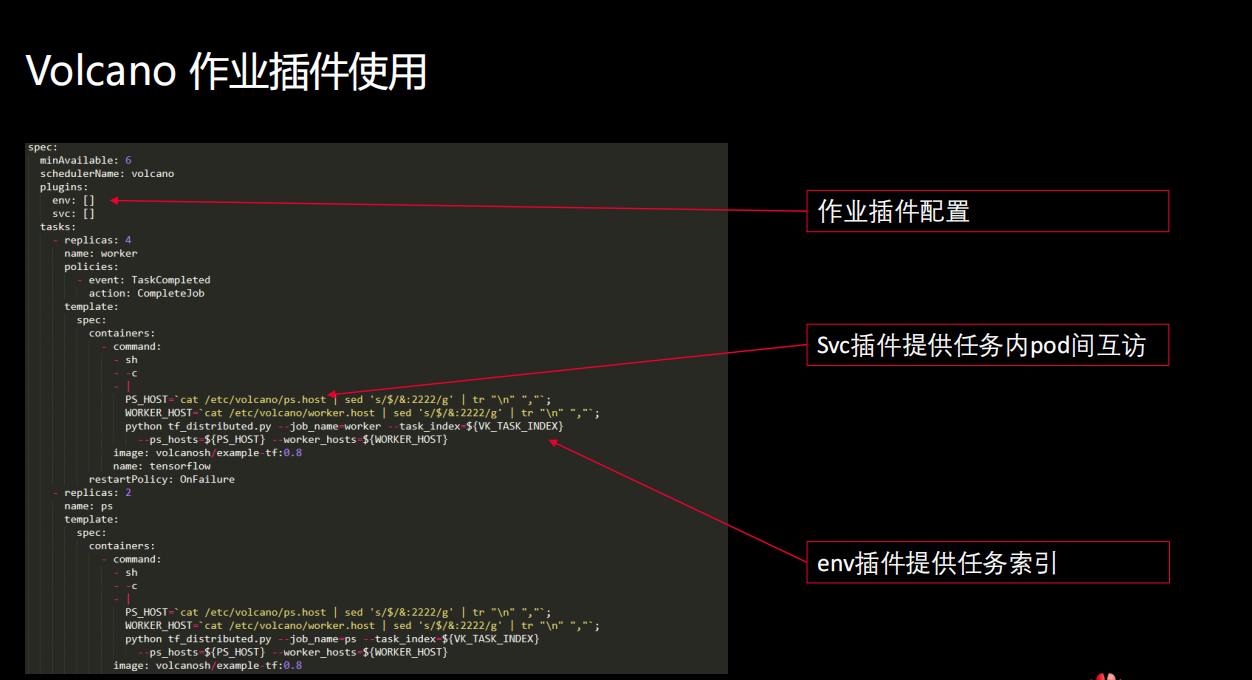 Volcano 作业插件使用
spec:
  minAvailable: 6
  schedulerName: volcano
  plugins:
    env: []
    svc: []
  tasks:
    - replicas: 4
      name: worker
      policies:
        - event: TaskCompleted
          action: CompleteJob
      template:
        spec:
          containers:
            - command:
              - sh
              - -c
              - |
                PS_HOST=`cat /etc/volcano/ps.host | sed 's/$/&:2222/g' | tr "\n" ","`;
                WORKER_HOST=`cat /etc/volcano/worker.host | sed 's/$/&:2222/g' | tr "\n" ","`;
                python tf_distributed.py --job_name=worker --task_index=${VK_TASK_INDEX}
                  --ps_hosts=${PS_HOST} --worker_hosts=${WORKER_HOST}
              image: volcanosh/example-tf:0.8
              name: tensorflow
          restartPolicy: OnFailure
    - replicas: 2
      name: ps
      template:
        spec:
          containers:
            - command:
              - sh
              - -c
              - |
                PS_HOST=`cat /etc/volcano/ps.host | sed 's/$/&:2222/g' | tr "\n" ","`;
                WORKER_HOST=`cat /etc/volcano/worker.host | sed 's/$/&:2222/g' | tr "\n" ","`;
                python tf_distributed.py --job_name=ps --task_index=${VK_TASK_INDEX}
                  --ps_hosts=${PS_HOST} --worker_hosts=${WORKER_HOST}
              image: volcanosh/example-tf:0.8
作业插件配置
Svc插件提供任务内pod间互访
env插件提供任务索引